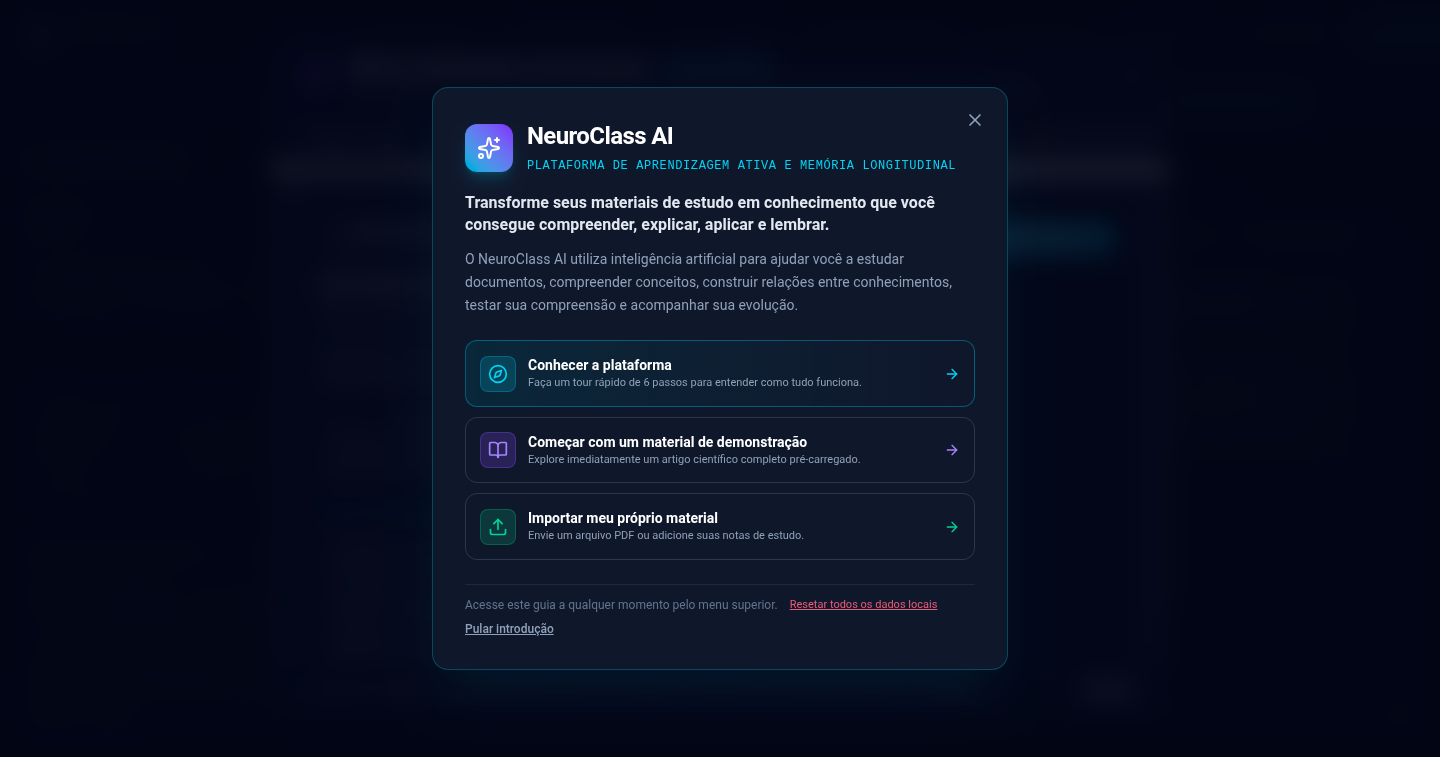 NeuroClass AI
PLATAFORMA DE APRENDIZAGEM ATIVA E MEMÓRIA LONGITUDINAL
Transforme seus materiais de estudo em conhecimento que você
consegue compreender, explicar, aplicar e lembrar.
O NeuroClass AI utiliza inteligência artificial para ajudar você a estudar
documentos, compreender conceitos, construir relações entre conhecimentos,
testar sua compreensão e acompanhar sua evolução.
Conhecer a plataforma
Faça um tour rápido de 6 passos para entender como tudo funciona.
Começar com um material de demonstração
Explore imediatamente um artigo científico completo pré-carregado.
Importar meu próprio material
Envie um arquivo PDF ou adicione suas notas de estudo.
Acesse este guia a qualquer momento pelo menu superior. Resetar todos os dados locais
Pular introdução